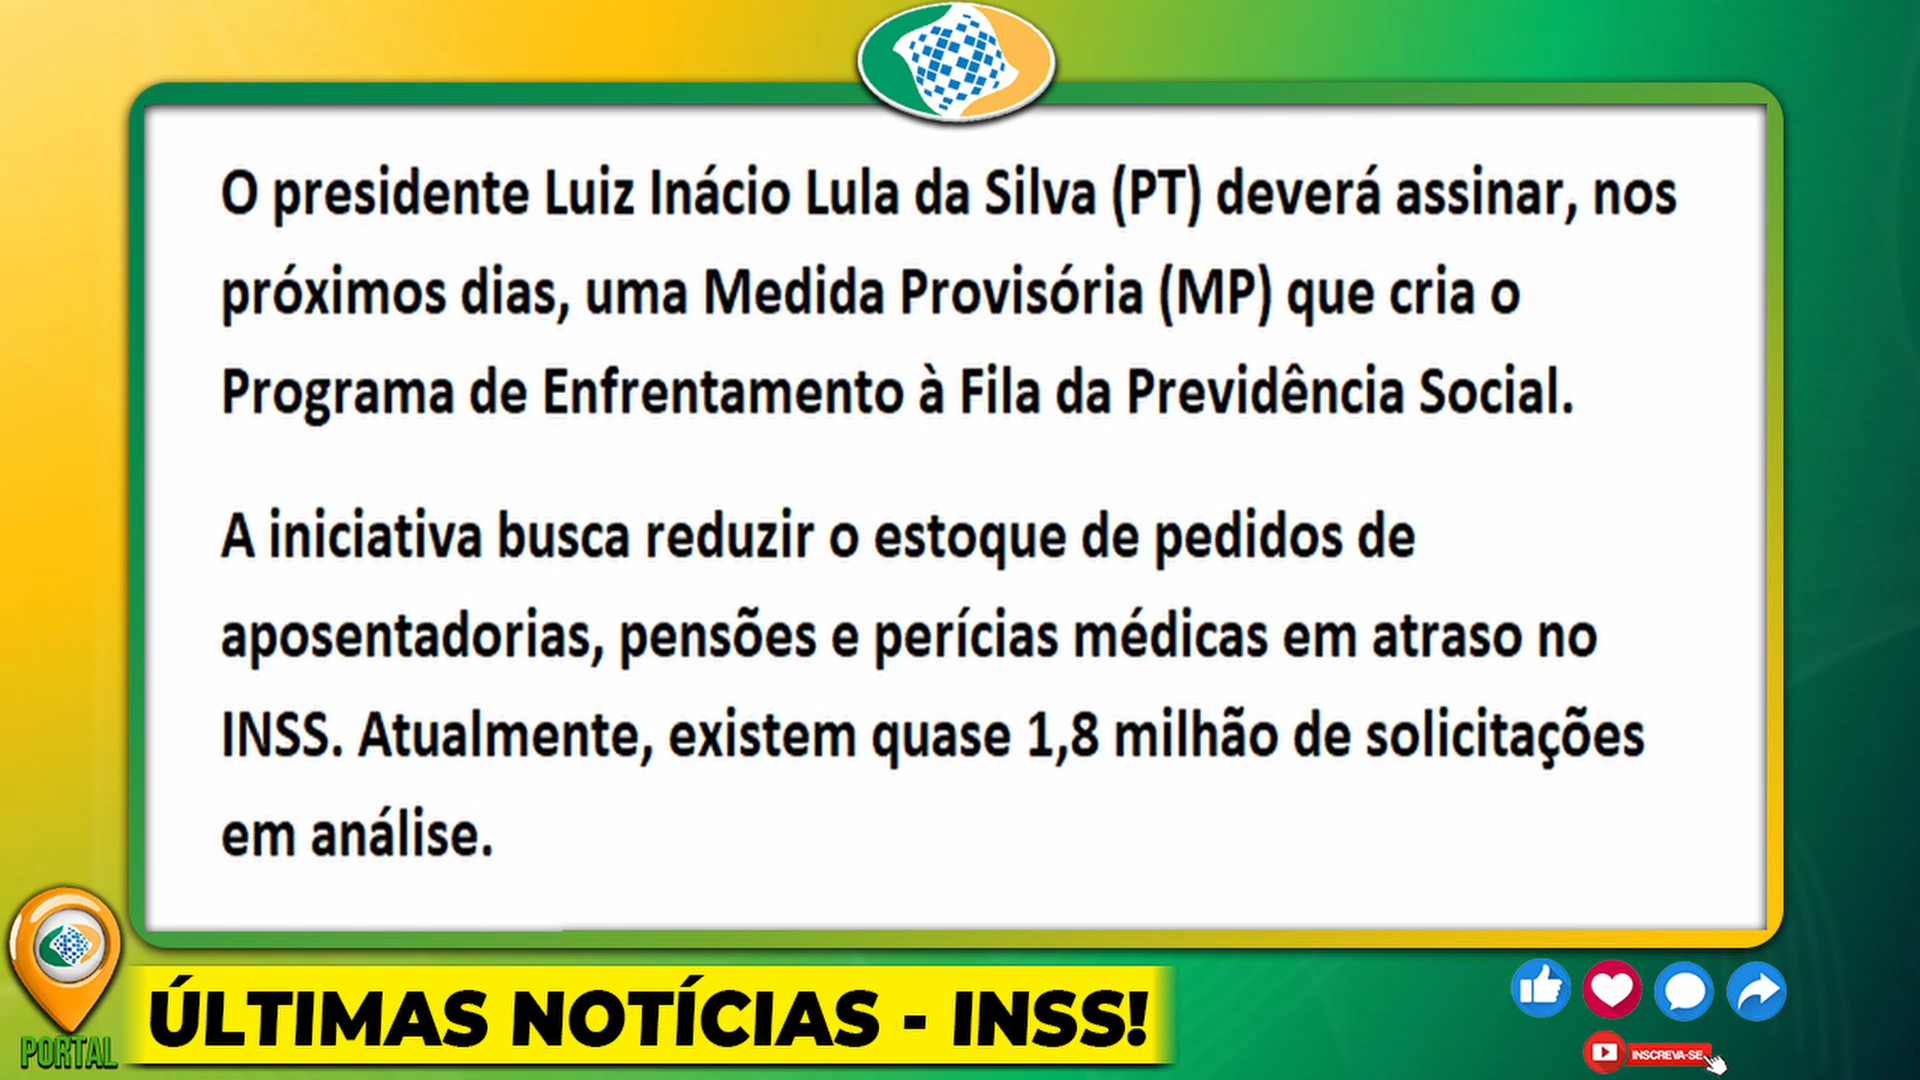 O presidente Luiz Inácio Lula da Silva (PT) deverá assinar, nos
próximos dias, uma Medida Provisória (MP) que cria o
Programa de Enfrentamento à Fila da Previdência Social.
A iniciativa busca reduzir o estoque de pedidos de
aposentadorias, pensões e perícias médicas em atraso no
INSS. Atualmente, existem quase 1,8 milhão de solicitações
em análise.
ÚLTIMAS NOTÍCIAS - INSS!
PORTAL
INSCREVA-SE